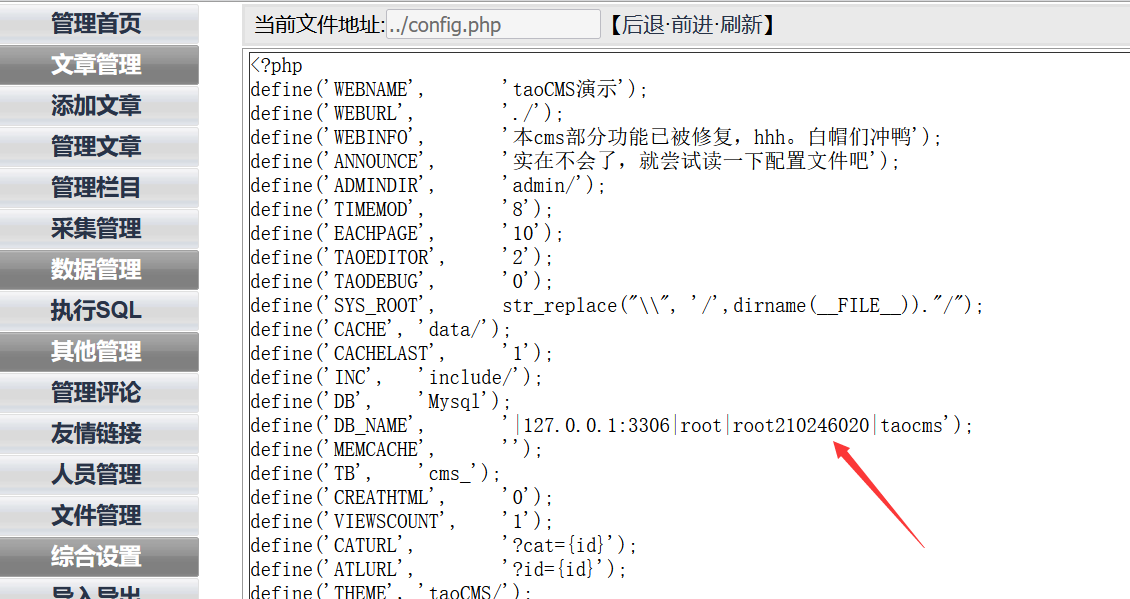 管理首页
文章管理
添加文章
管理文章
管理栏目
采集管理
数据管理
执行SQL
其他管理
管理评论
友情链接
人员管理
文件管理
综合设置
导入导出
当前文件地址:../config.php 【后退·前进·刷新】
<?php
define('WEBNAME', 'taoCMS演示');
define('WEBURL', './');
define('WEBINFO', '本cms部分功能已被修复，hhh。白帽们冲鸭');
define('ANNOUNCE', '实在不会了，就尝试读一下配置文件吧');
define('ADMINDIR', 'admin/');
define('TIMEMOD', '8');
define('EACHPAGE', '10');
define('TAOEDITOR', '2');
define('TAODEBUG', '0');
define('SYS_ROOT', str_replace("\\", '/',dirname(__FILE__))."/");
define('CACHE', 'data/');
define('CACHELAST', '1');
define('INC', 'include/');
define('DB', 'Mysql');
define('DB_NAME', '|127.0.0.1:3306|root|root210246020|taocms');
define('MEMCACHE', '');
define('TB', 'cms_');
define('CREATHTML', '0');
define('VIEWSCOUNT', '1');
define('CATURL', '?cat={id}');
define('ATLURL', '?id={id}');
define('THEME', 'taoCMS/');